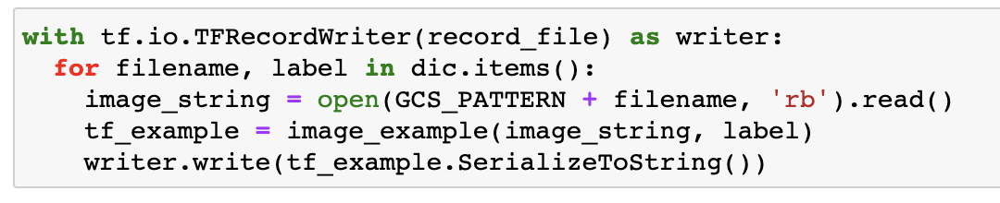 with tf.io.TFRecordWriter(record_file) as writer:
  for filename, label in dic.items():
    image_string = open(GCS_PATTERN + filename, 'rb').read()
    tf_example = image_example(image_string, label)
    writer.write(tf_example.SerializeToString())